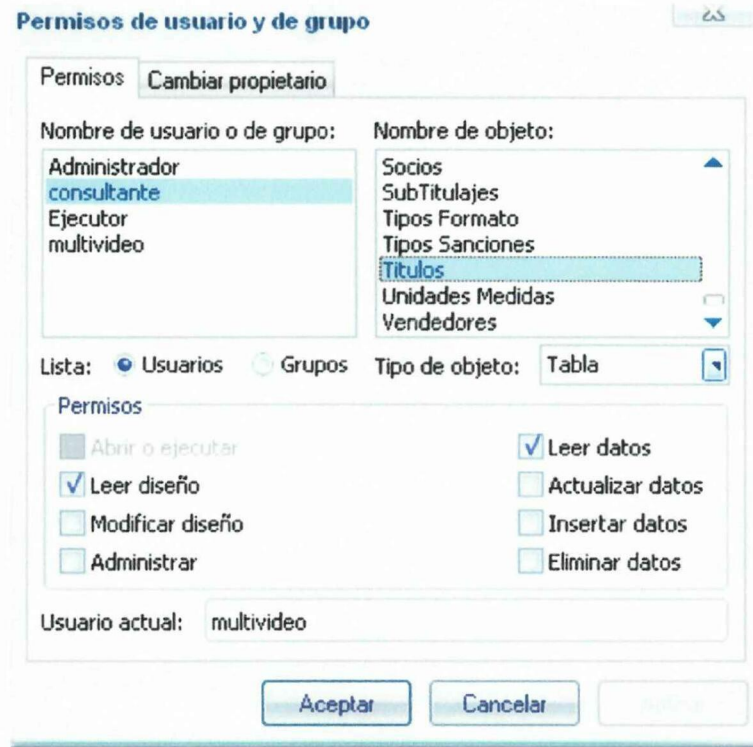 Permisos de usuario y de grupo
Permisos
Cambiar propietario
Nombre de usuario o de grupo:
Administrador
consultante
Ejecutor
multivideo
Nombre de objeto:
Socios
SubTitulajes
Tipos Formato
Tipos Sanciones
Titulos
Unidades Medidas
Vendedores
Lista: Usuarios Grupos
Tipo de objeto: Tabla
Permisos
Abrir o ejecutar
Leer diseño
Modificar diseño
Administrar
Leer datos
Actualizar datos
Insertar datos
Eliminar datos
Usuario actual: multivideo
Aceptar Cancelar